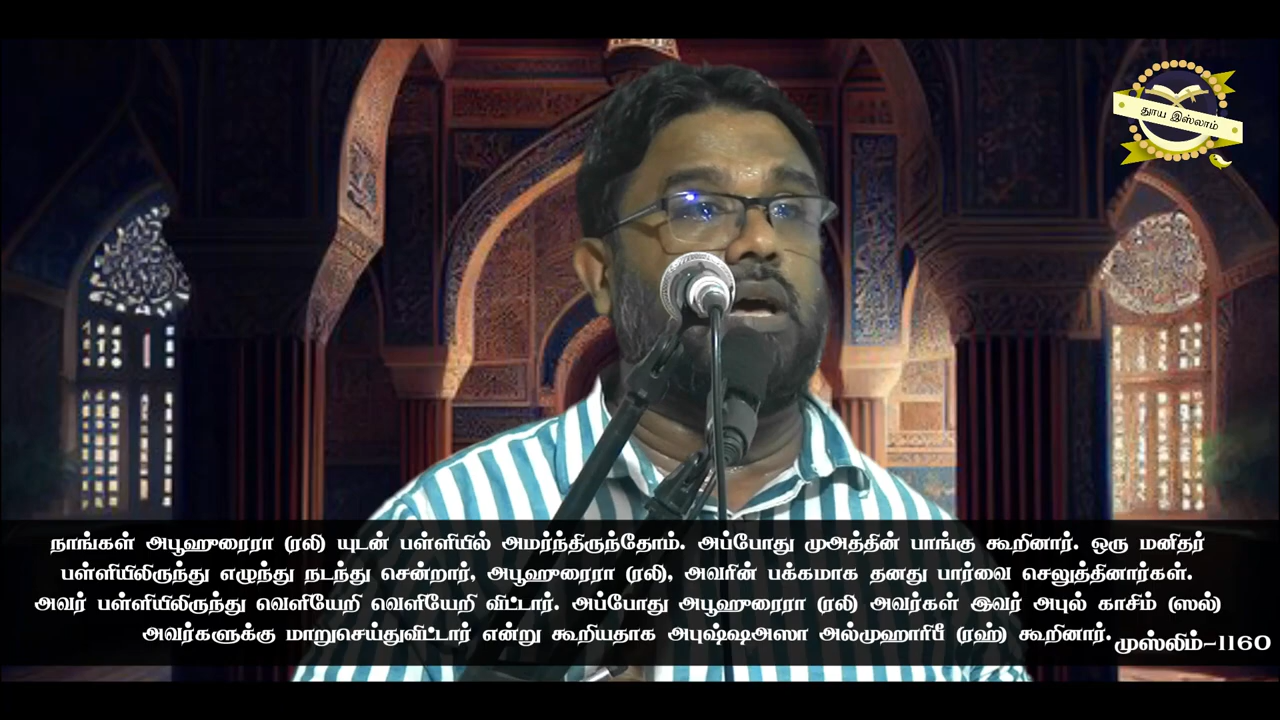 தூய இஸ்லாம்
நாங்கள் அபூஹுரைரா (ரலி) யுடன் பள்ளியில் அமர்ந்திருந்தோம். அப்போது முஅத்தின் பாங்கு கூறினார். ஒரு மனிதர்
பள்ளியிலிருந்து எழுந்து நடந்து சென்றார், அபூஹுரைரா (ரலி), அவரின் பக்கமாக தனது பார்வை செலுத்தினார்கள்.
அவர் பள்ளியிலிருந்து வெளியேறி வெளியேறி விட்டார். அப்போது அபூஹுரைரா (ரலி) அவர்கள் இவர் அபுல் காசிம் (ஸல்)
அவர்களுக்கு மாறுசெய்துவிட்டார் என்று கூறியதாக அபுஷ்ஷஅஸா அல்முஹாரிபீ (ரஹ்) கூறினார்.
முஸ்லிம்-1160